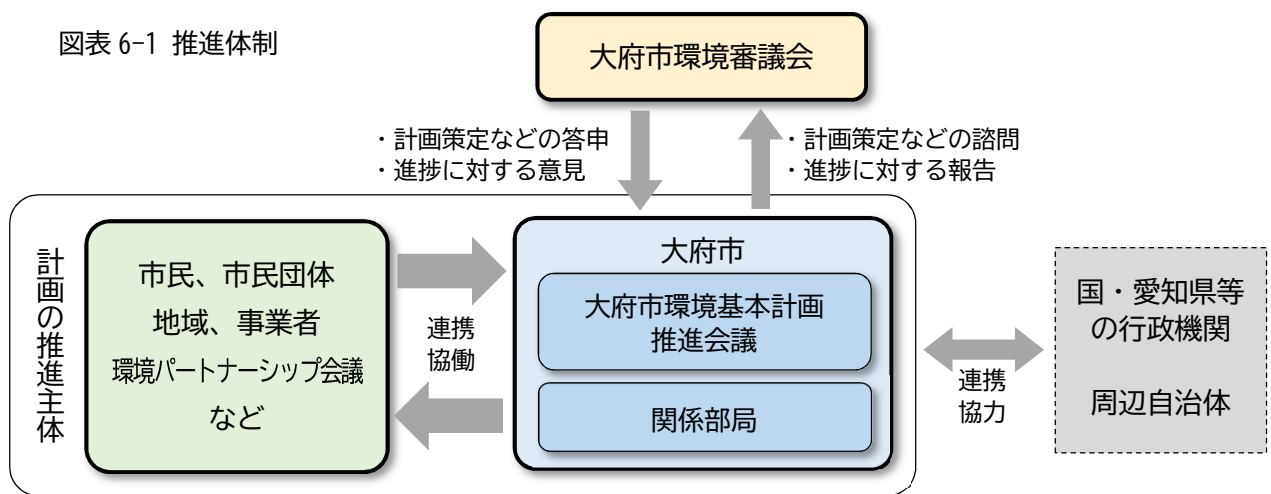 図表 6-1 推進体制
大府市環境審議会
・計画策定などの答申
・進捗に対する意見
・計画策定などの諮問
・進捗に対する報告
計画の推進主体
市民、市民団体
地域、事業者
環境パートナーシップ会議
など
連携
協働
大府市
大府市環境基本計画
推進会議
関係部局
連携
協力
国・愛知県等
の行政機関
周辺自治体